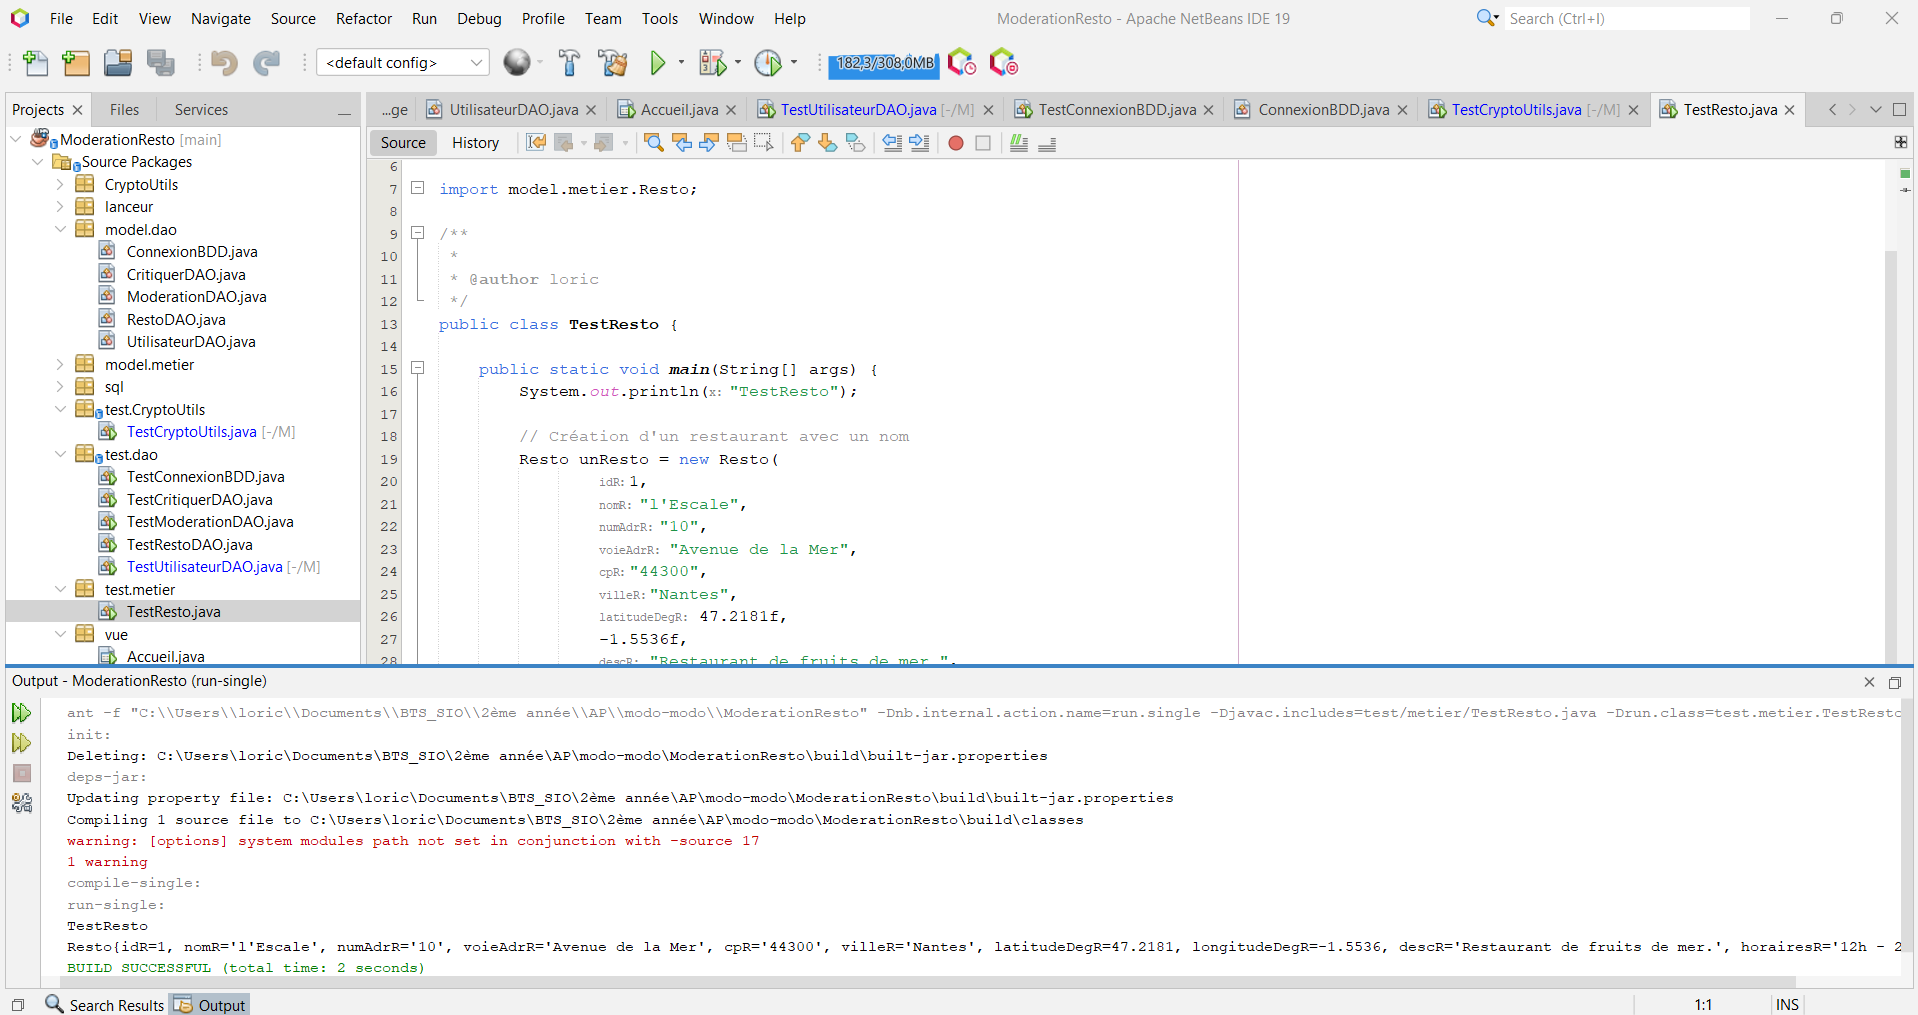 File Edit View Navigate Source Refactor Run Debug Profile Team Tools Window Help
ModerationResto - Apache NetBeans IDE 19
Search (Ctrl+I)
<default config>
182,3/308,0MB
Projects Files Services
...ge UtilisateurDAO.java Accueil.java TestUtilisateurDAO.java [-/M] TestConnexionBDD.java ConnexionBDD.java TestCryptoUtils.java [-/M] TestResto.java
Source History
ModerationResto [main]
Source Packages
CryptoUtils
lanceur
model.dao
ConnexionBDD.java
CritiquerDAO.java
ModerationDAO.java
RestoDAO.java
UtilisateurDAO.java
model.metier
sql
test.CryptoUtils
TestCryptoUtils.java [-/M]
test.dao
TestConnexionBDD.java
TestCritiquerDAO.java
TestModerationDAO.java
TestRestoDAO.java
TestUtilisateurDAO.java [-/M]
test.metier
TestResto.java
vue
Accueil.java
6
7 import model.metier.Resto;
8
9 /**
10 *
11 * @author loric
12 */
13 public class TestResto {
14
15 public static void main(String[] args) {
16 System.out.println(x: "TestResto");
17
18 // Création d'un restaurant avec un nom
19 Resto unResto = new Resto(
20 idR: 1,
21 nomR: "l'Escale",
22 numAdrR: "10",
23 voieAdrR: "Avenue de la Mer",
24 cpR: "44300",
25 villeR: "Nantes",
26 latitudeDegR: 47.2181f,
27 -1.5536f,
28 descR: "Restaurant de fruits de mer.",
Output - ModerationResto (run-single)
ant -f "C:\\Users\\loric\\Documents\\BTS_SIO\\2ème année\\AP\\modo-modo\\ModerationResto" -Dnb.internal.action.name=run.single -Djavac.includes=test/metier/TestResto.java -Drun.class=test.metier.TestResto
init:
Deleting: C:\Users\loric\Documents\BTS_SIO\2ème année\AP\modo-modo\ModerationResto\build\built-jar.properties
deps-jar:
Updating property file: C:\Users\loric\Documents\BTS_SIO\2ème année\AP\modo-modo\ModerationResto\build\built-jar.properties
Compiling 1 source file to C:\Users\loric\Documents\BTS_SIO\2ème année\AP\modo-modo\ModerationResto\build\classes
warning: [options] system modules path not set in conjunction with -source 17
1 warning
compile-single:
run-single:
TestResto
Resto{idR=1, nomR='l'Escale', numAdrR='10', voieAdrR='Avenue de la Mer', cpR='44300', villeR='Nantes', latitudeDegR=47.2181, longitudeDegR=-1.5536, descR='Restaurant de fruits de mer.', horairesR='12h - 2
BUILD SUCCESSFUL (total time: 2 seconds)
Search Results Output
1:1 INS